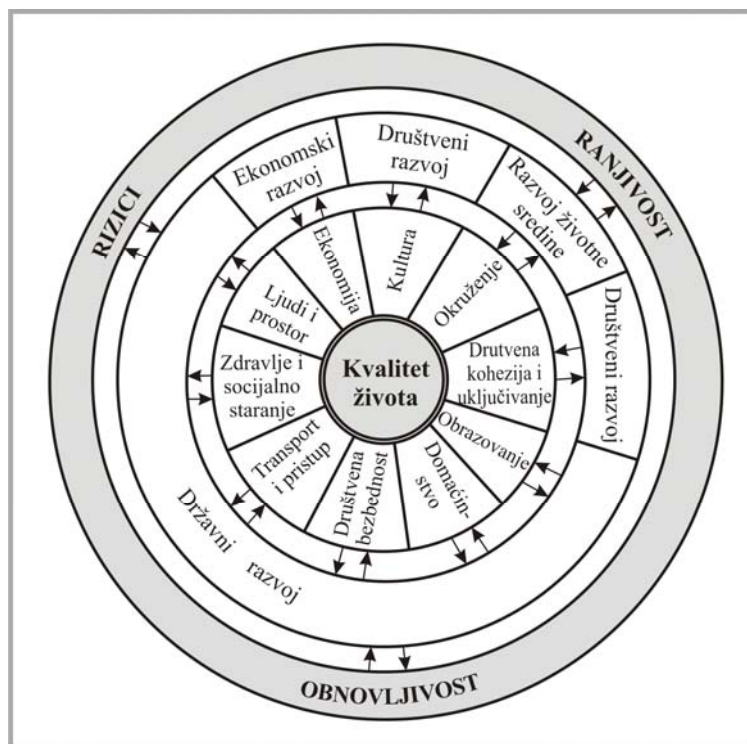 RIZICI
RANJIVOST
OBNOVLJIVOST
Ekonomski
razvoj
Društveni
razvoj
Razvoj životne
sredine
Društveni razvoj
Državni razvoj
Ekonomija
Kultura
Okruženje
Drutvena
kohezija i
uključivanje
Obrazovanje
Domaćin-
stvo
Društvena
bezbednost
Transport
i pristup
Zdravlje i
socijalno
staranje
Ljudi i
prostor
Kvalitet
života